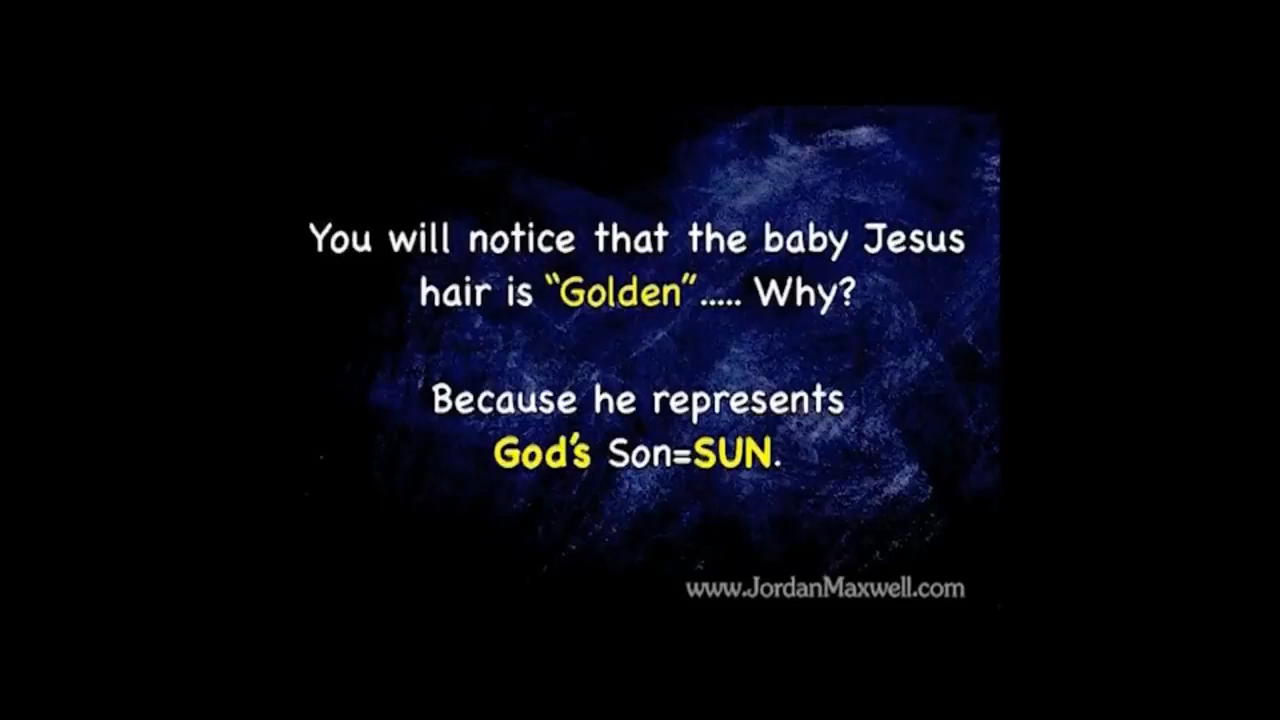 You will notice that the baby Jesus
hair is “Golden”..... Why?
Because he represents
God's Son=SUN.
www.JordanMaxwell.com